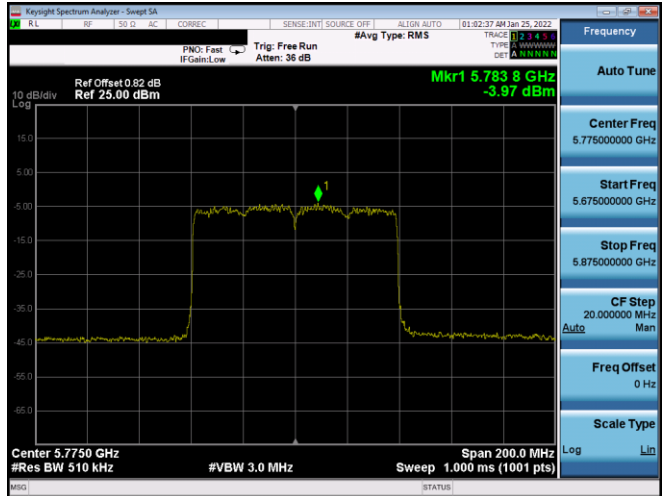 Keysight Spectrum Analyzer - Swept SA
RL RF 50 Ω AC CORREC SENSE:INT SOURCE OFF ALIGN AUTO 01:02:37 AM Jan 25, 2022
#Avg Type: RMS
TRACE 1 2 3 4 5 6
TYPE A WWWWW
DET A N N N N N
PNO: Fast
IFGain:Low
Trig: Free Run
Atten: 36 dB
Mkr1 5.783 8 GHz
-3.97 dBm
Ref Offset 0.82 dB
Ref 25.00 dBm
10 dB/div
Log
15.0
5.00
-5.00
-15.0
-25.0
-35.0
-45.0
-55.0
-65.0
1
Center 5.7750 GHz
#Res BW 510 kHz
#VBW 3.0 MHz
Span 200.0 MHz
Sweep 1.000 ms (1001 pts)
MSG
STATUS
Frequency
Auto Tune
Center Freq
5.775000000 GHz
Start Freq
5.675000000 GHz
Stop Freq
5.875000000 GHz
CF Step
20.000000 MHz
Auto Man
Freq Offset
0 Hz
Scale Type
Log Lin